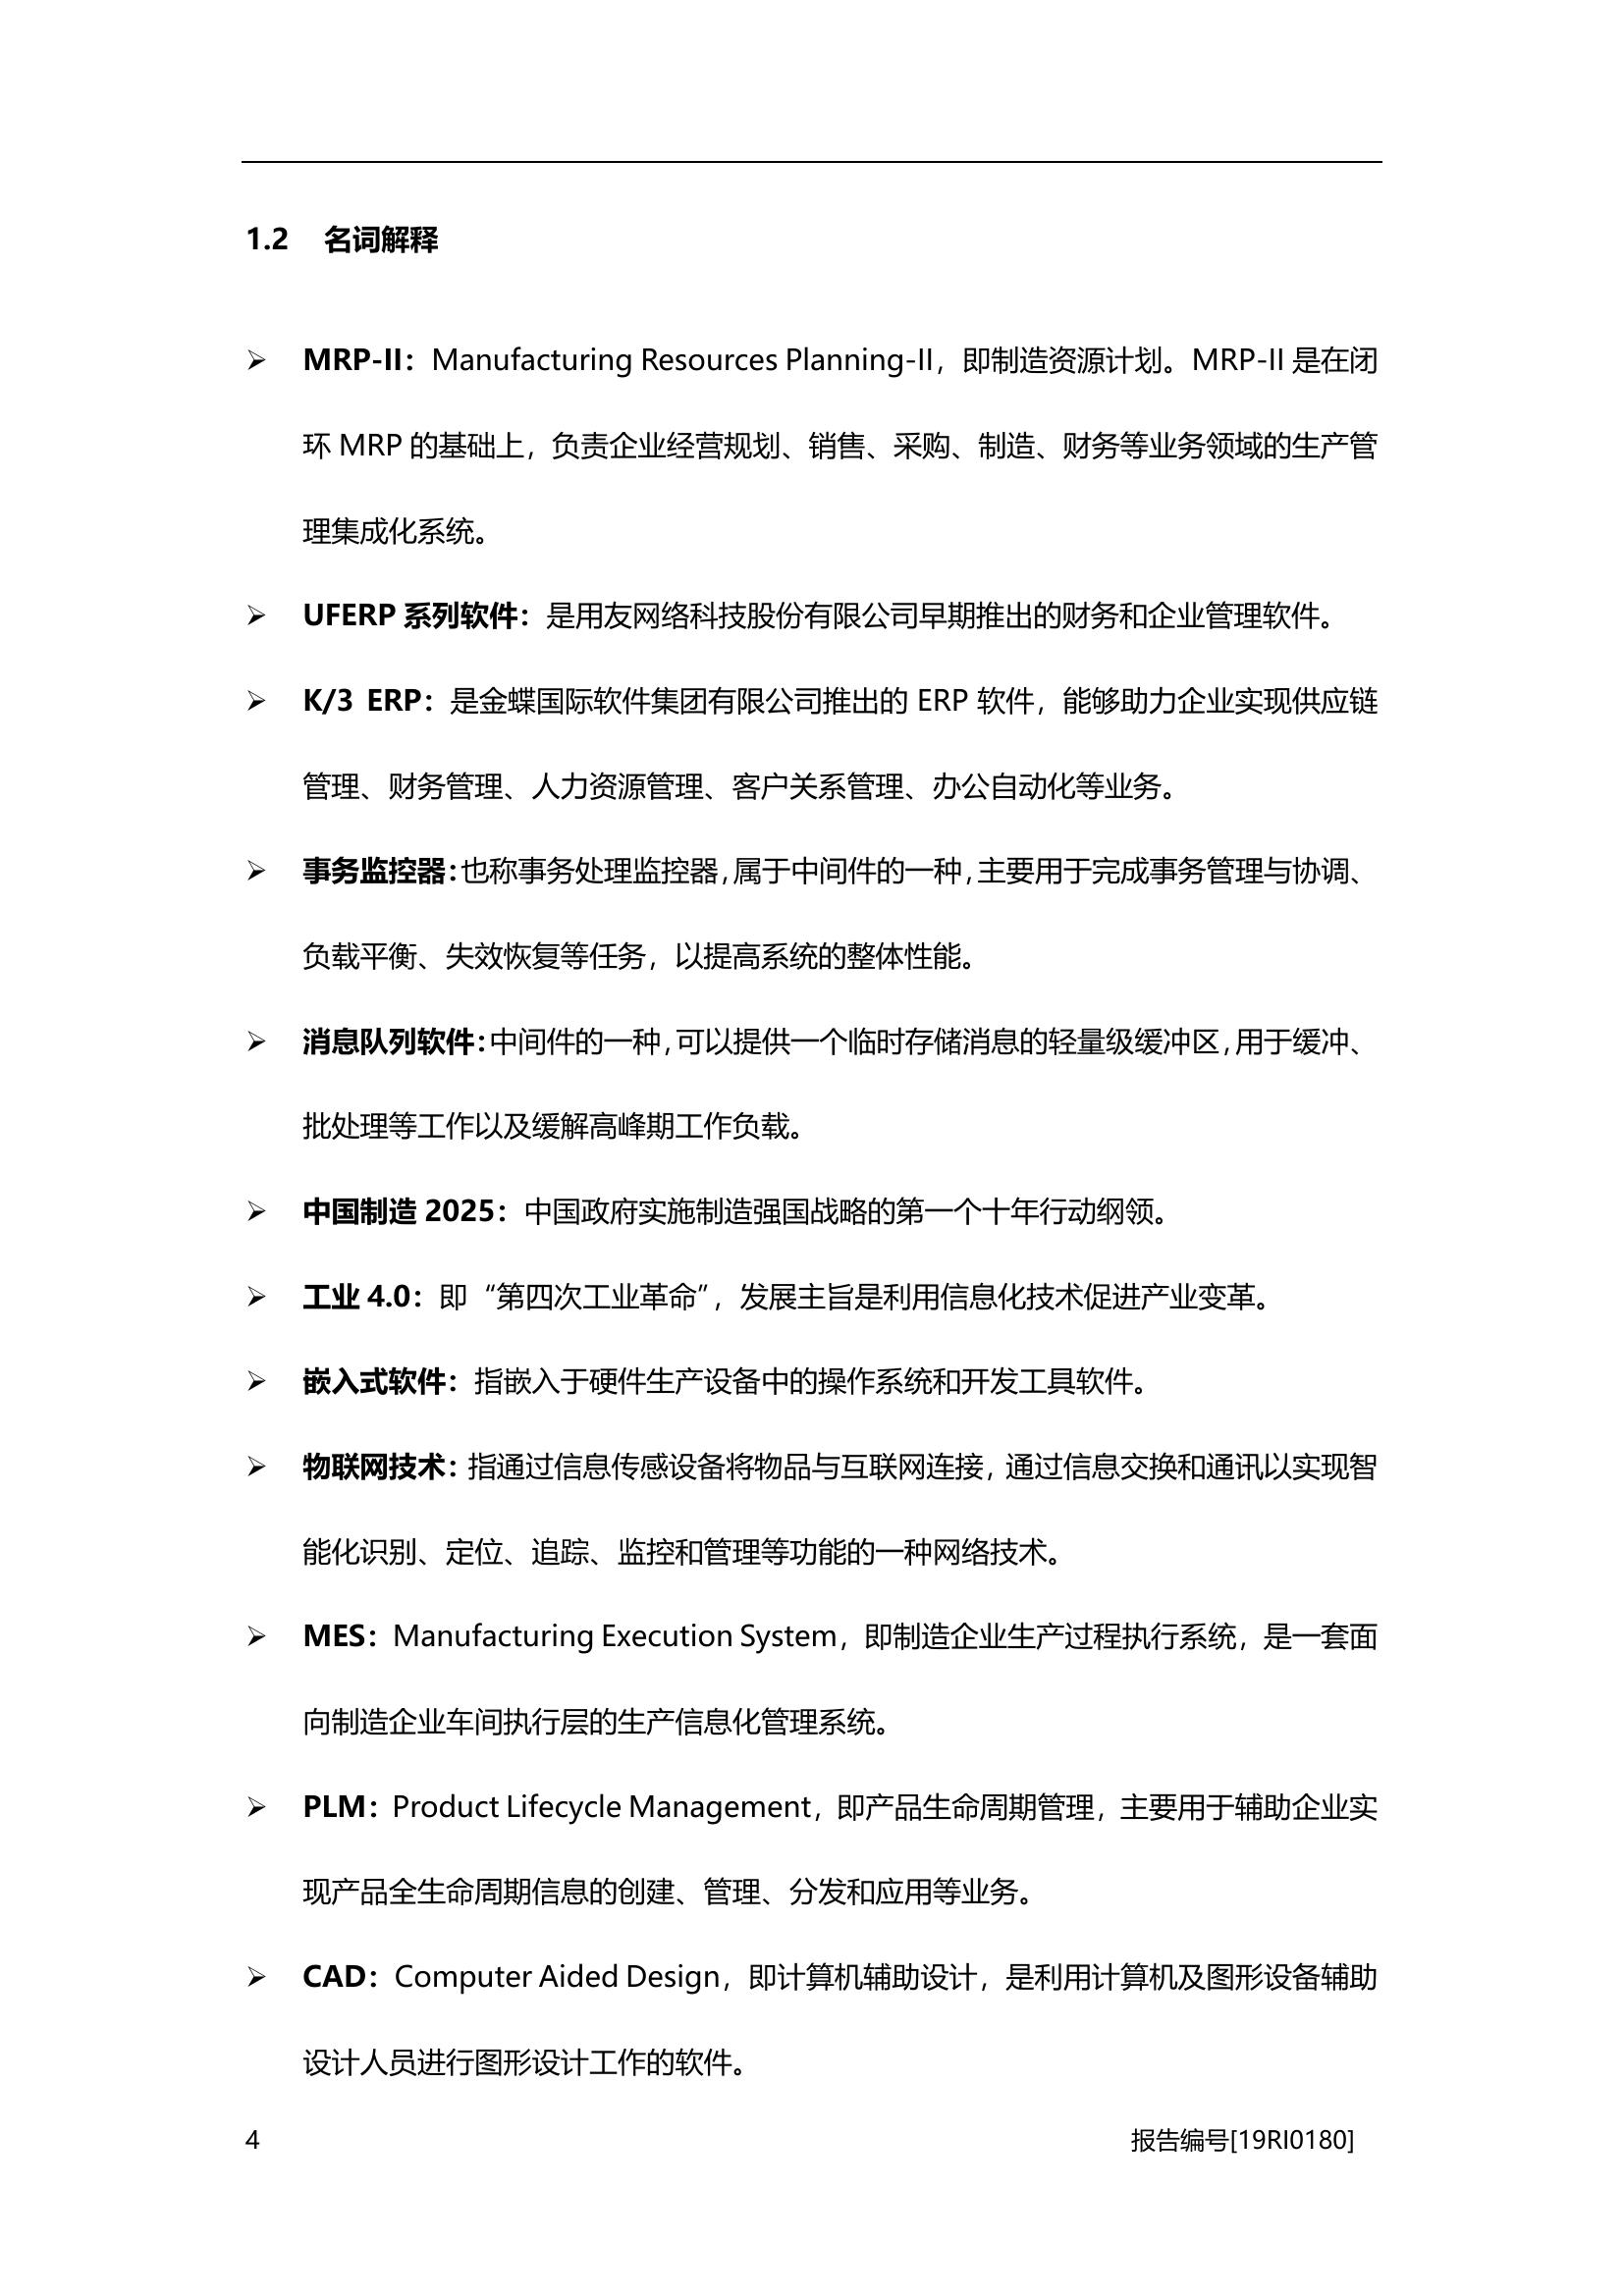 1.2 名词解释
➢ MRP-II：Manufacturing Resources Planning-II，即制造资源计划。MRP-II 是在闭
环 MRP 的基础上，负责企业经营规划、销售、采购、制造、财务等业务领域的生产管
理集成化系统。
➢ UFERP 系列软件：是用友网络科技股份有限公司早期推出的财务和企业管理软件。
➢ K/3 ERP：是金蝶国际软件集团有限公司推出的 ERP 软件，能够助力企业实现供应链
管理、财务管理、人力资源管理、客户关系管理、办公自动化等业务。
➢ 事务监控器：也称事务处理监控器，属于中间件的一种，主要用于完成事务管理与协调、
负载平衡、失效恢复等任务，以提高系统的整体性能。
➢ 消息队列软件：中间件的一种，可以提供一个临时存储消息的轻量级缓冲区，用于缓冲、
批处理等工作以及缓解高峰期工作负载。
➢ 中国制造 2025：中国政府实施制造强国战略的第一个十年行动纲领。
➢ 工业 4.0：即“第四次工业革命”，发展主旨是利用信息化技术促进产业变革。
➢ 嵌入式软件：指嵌入于硬件生产设备中的操作系统和开发工具软件。
➢ 物联网技术：指通过信息传感设备将物品与互联网连接，通过信息交换和通讯以实现智
能化识别、定位、追踪、监控和管理等功能的一种网络技术。
➢ MES：Manufacturing Execution System，即制造企业生产过程执行系统，是一套面
向制造企业车间执行层的生产信息化管理系统。
➢ PLM：Product Lifecycle Management，即产品生命周期管理，主要用于辅助企业实
现产品全生命周期信息的创建、管理、分发和应用等业务。
➢ CAD：Computer Aided Design，即计算机辅助设计，是利用计算机及图形设备辅助
设计人员进行图形设计工作的软件。
4 报告编号[19RI0180]